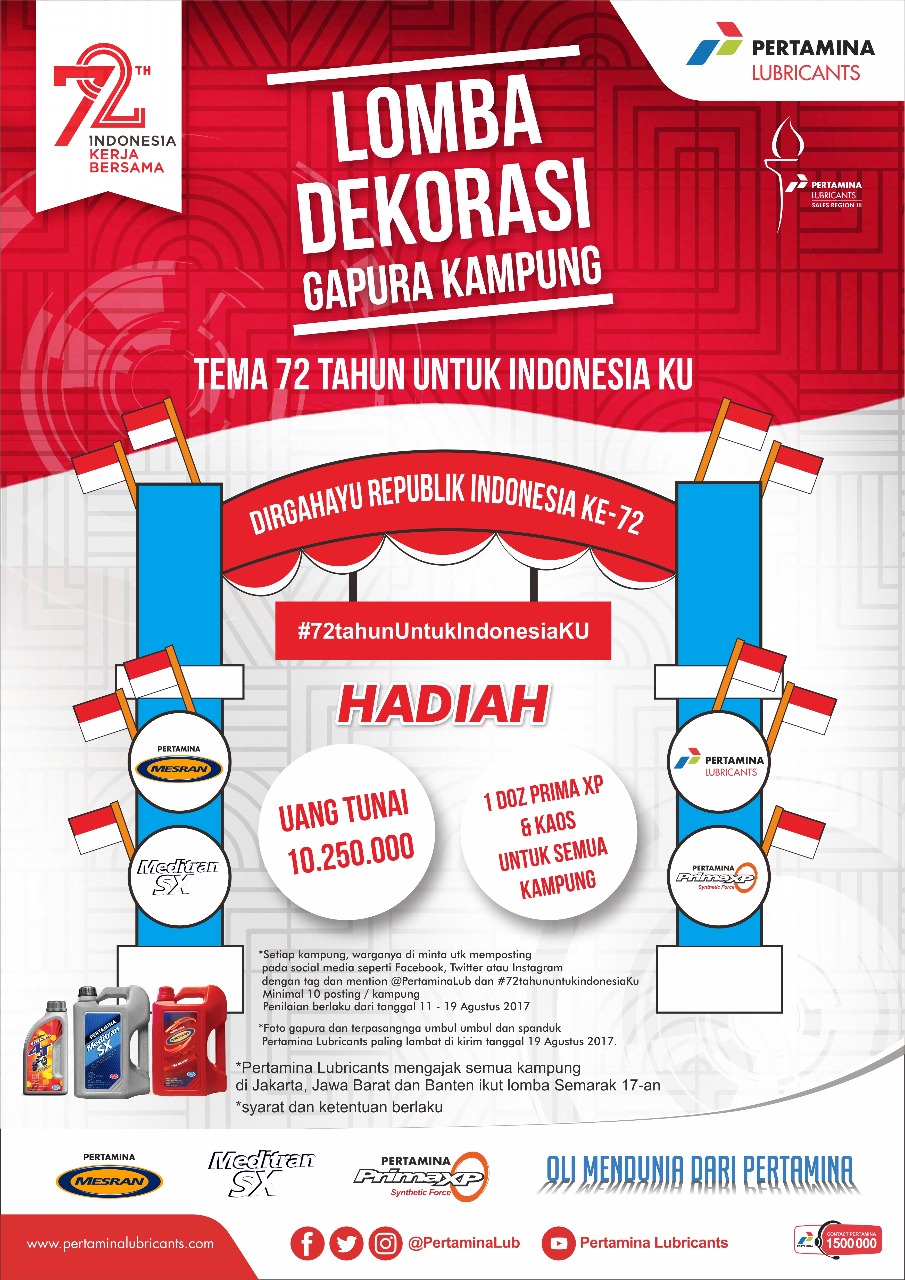 72TH
INDONESIA
KERJA
BERSAMA
PERTAMINA
LUBRICANTS
PERTAMINA
LUBRICANTS
SALES REGION III
LOMBA
DEKORASI
GAPURA KAMPUNG
TEMA 72 TAHUN UNTUK INDONESIA KU
DIRGAHAYU REPUBLIK INDONESIA KE-72
#72tahunUntukIndonesiaKU
HADIAH
PERTAMINA
MESRAN
PERTAMINA
LUBRICANTS
UANG TUNAI
10.250.000
1 DOZ PRIMA XP
& KAOS
UNTUK SEMUA
KAMPUNG
Meditran
SX
PERTAMINA
Primaxp
Synthetic Force
*Setiap kampung, warganya di minta utk memposting
pada social media seperti Facebook, Twitter atau Instagram
dengan tag dan mention @PertaminaLub dan #72tahununtukindonesiaKu
Minimal 10 posting / kampung
Penilaian berlaku dari tanggal 11 - 19 Agustus 2017
*Foto gapura dan terpasangnga umbul umbul dan spanduk
Pertamina Lubricants paling lambat di kirim tanggal 19 Agustus 2017.
*Pertamina Lubricants mengajak semua kampung
di Jakarta, Jawa Barat dan Banten ikut lomba Semarak 17-an
*syarat dan ketentuan berlaku
PERTAMINA
Meditran
SX
MESRAN
PERTAMINA
MESRAN
Meditran
SX
PERTAMINA
Primaxp
Synthetic Force
OLI MENDUNIA DARI PERTAMINA
www.pertaminalubricants.com
@PertaminaLub
Pertamina Lubricants
CONTACT PERTAMINA
1500000